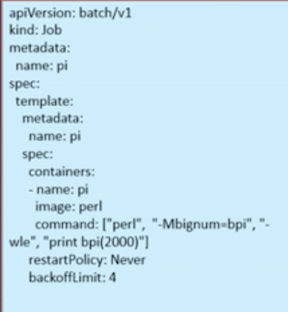 apiVersion: batch/v1
kind: Job
metadata:
  name: pi
spec:
  template:
    metadata:
      name: pi
    spec:
      containers:
      - name: pi
        image: perl
        command: ["perl",  "-Mbignum=bpi", "-
wle", "print bpi(2000)"]
      restartPolicy: Never
      backoffLimit: 4